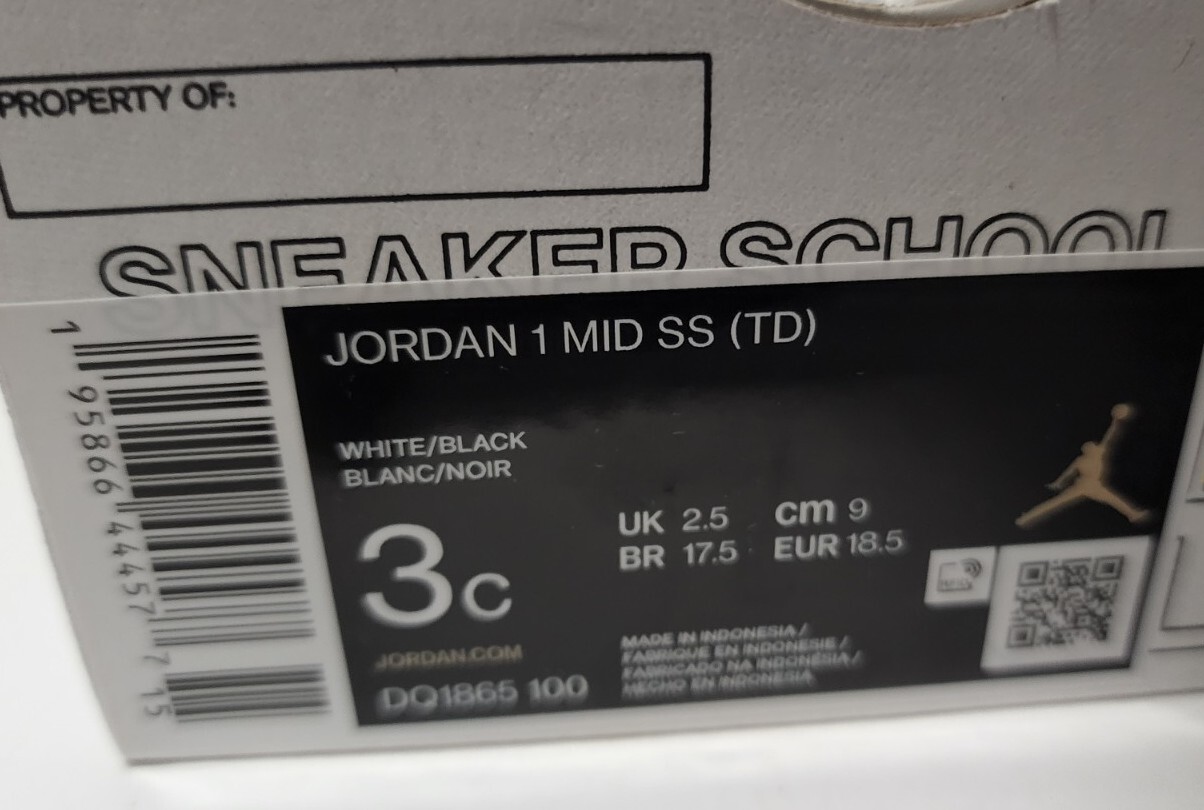 PROPERTY OF:
SNEAKER SCHOOL
JORDAN 1 MID SS (TD)
WHITE/BLACK
BLANC/NOIR
3C
UK 2.5 cm 9
BR 17.5 EUR 18.5
MADE IN INDONESIA /
FABRIQUE EN INDONESIE /
FABRICADO NA INDONÉSIA /
HECHO EN INDONESIA
JORDAN.COM
DQ1865 100
1 95866 44457 7 15